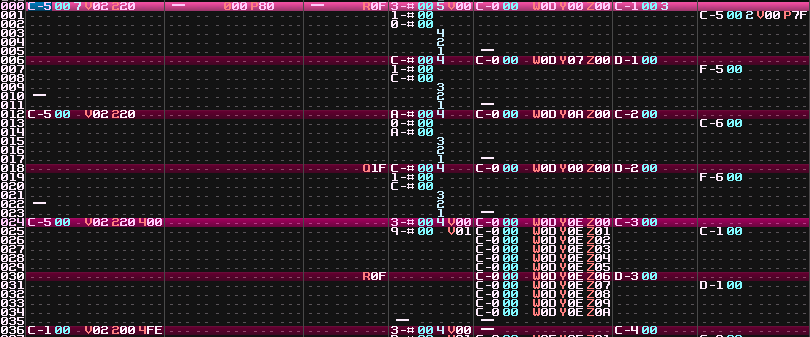 000 C-5 00 7 V02 220 — 000 P80 — R0F 3-# 00 5 V00 C-0 00 W0D Y00 Z00 C-1 00 3
001 1-# 00 C-5 00 2 V00 P7F
002 0-# 00
003 4
004 2
005 1 —
006 C-# 00 4 C-0 00 W0D Y07 Z00 D-1 00
007 1-# 00 F-5 00
008 C-# 00
009 3
010 — 2
011 1 —
012 C-5 00 V02 220 A-# 00 4 C-0 00 W0D Y0A Z00 C-2 00
013 0-# 00 C-6 00
014 A-# 00
015 3
016 2
017 1 —
018 Q1F C-# 00 4 C-0 00 W0D Y00 Z00 D-2 00
019 1-# 00 F-6 00
020 C-# 00
021 3
022 — 2
023 1 —
024 C-5 00 V02 220 400 3-# 00 4 V00 C-0 00 W0D Y0E Z00 C-3 00
025 9-# 00 V01 C-0 00 W0D Y0E Z01 C-1 00
026 C-0 00 W0D Y0E Z02
027 C-0 00 W0D Y0E Z03
028 C-0 00 W0D Y0E Z04
029 C-0 00 W0D Y0E Z05
030 R0F C-0 00 W0D Y0E Z06 D-3 00
031 C-0 00 W0D Y0E Z07 D-1 00
032 C-0 00 W0D Y0E Z08
033 C-0 00 W0D Y0E Z09
034 C-0 00 W0D Y0E Z0A
035 — —
036 C-1 00 V02 200 4FE 3-# 00 4 V00 — C-4 00